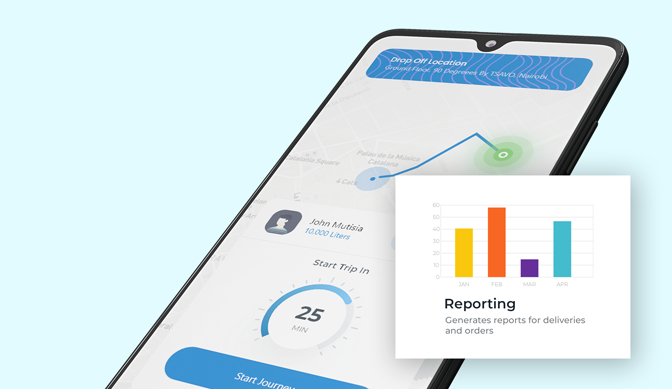 Drop Off Location
Ground Floor, 90 Degrees By TSAVO, Nairobi
Palau de la Música
Catalana
Catalonia Square
4 Cats
John Mutisia
10,000 Liters
Start Trip In
25
MIN
Start Journey
60
50
40
30
20
10
0
JAN FEB MAR APR
Reporting
Generates reports for deliveries
and orders